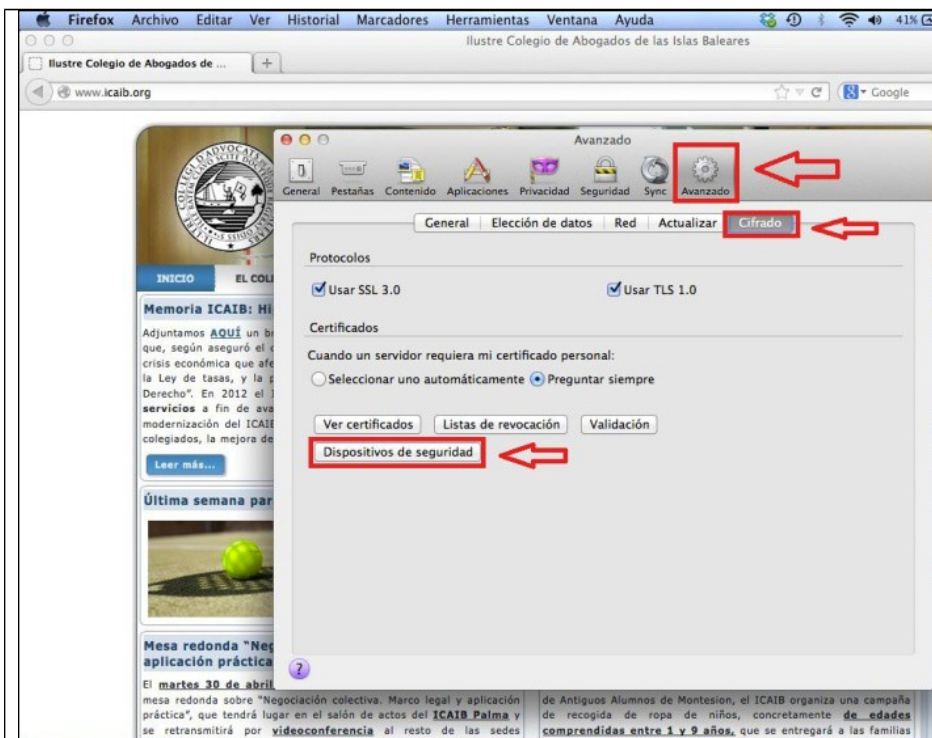 Firefox Archivo Editar Ver Historial Marcadores Herramientas Ventana Ayuda 41%
Ilustre Colegio de Abogados de las Islas Baleares
Ilustre Colegio de Abogados de ... +
www.icaib.org Google
Avanzado
General Pestañas Contenido Aplicaciones Privacidad Seguridad Sync Avanzado
General Elección de datos Red Actualizar Cifrado
Protocolos
Usar SSL 3.0 Usar TLS 1.0
Certificados
Cuando un servidor requiera mi certificado personal:
Seleccionar uno automáticamente Preguntar siempre
Ver certificados Listas de revocación Validación
Dispositivos de seguridad
?
INICIO EL COL
Memoria ICAIB: Hi
Adjuntamos AQUÍ un b
que, según aseguró el
crisis económica que afe
la Ley de tasas, y la
Derecho". En 2012 el
servicios a fin de ava
modernización del ICAIB
colegiados, la mejora de
Leer más...
Última semana par
Mesa redonda "Neg
aplicación práctica
El martes 30 de abril
mesa redonda sobre "Negociación colectiva. Marco legal y aplicación
práctica", que tendrá lugar en el salón de actos del ICAIB Palma y
se retransmitirá por videoconferencia al resto de las sedes
de Antiguos Alumnos de Montesion, el ICAIB organiza una campaña
de recogida de ropa de niños, concretamente de edades
comprendidas entre 1 y 9 años, que se entregará a las familias